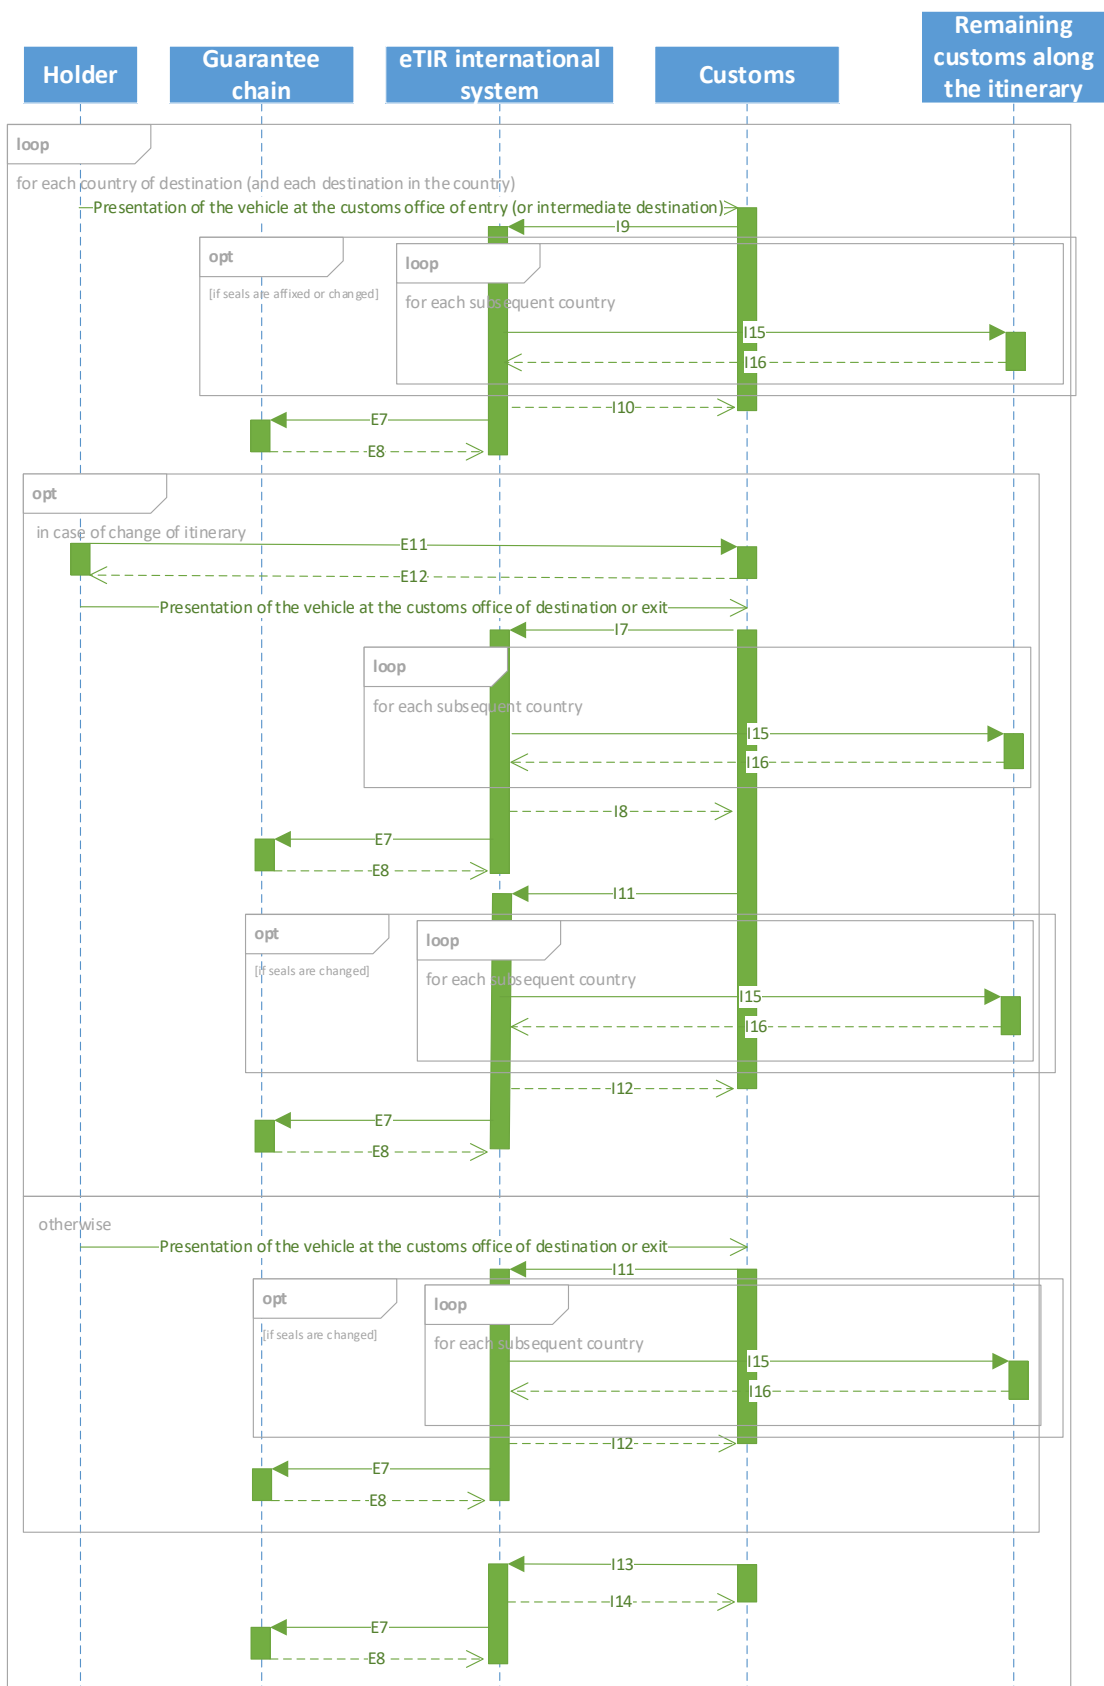 Holder
Guarantee
chain
eTIR international
system
Customs
Remaining
customs along
the itinerary
loop
for each country of destination (and each destination in the country)
Presentation of the vehicle at the customs office of entry (or intermediate destination)
I9
opt
[if seals are affixed or changed]
loop
for each subsequent country
I15
I16
I10
E7
E8
opt
in case of change of itinerary
E11
E12
Presentation of the vehicle at the customs office of destination or exit
I7
loop
for each subsequent country
I15
I16
I8
E7
E8
I11
opt
[if seals are changed]
loop
for each subsequent country
I15
I16
I12
E7
E8
otherwise
Presentation of the vehicle at the customs office of destination or exit
I11
opt
[if seals are changed]
loop
for each subsequent country
I15
I16
I12
E7
E8
I13
I14
E7
E8